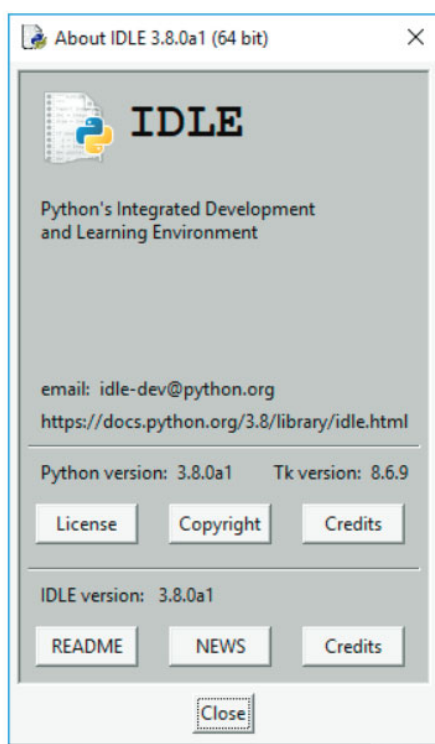 About IDLE 3.8.0a1 (64 bit)
IDLE
Python's Integrated Development
and Learning Environment
email: idle-dev@python.org
https://docs.python.org/3.8/library/idle.html
Python version: 3.8.0a1 Tk version: 8.6.9
License Copyright Credits
IDLE version: 3.8.0a1
README NEWS Credits
Close